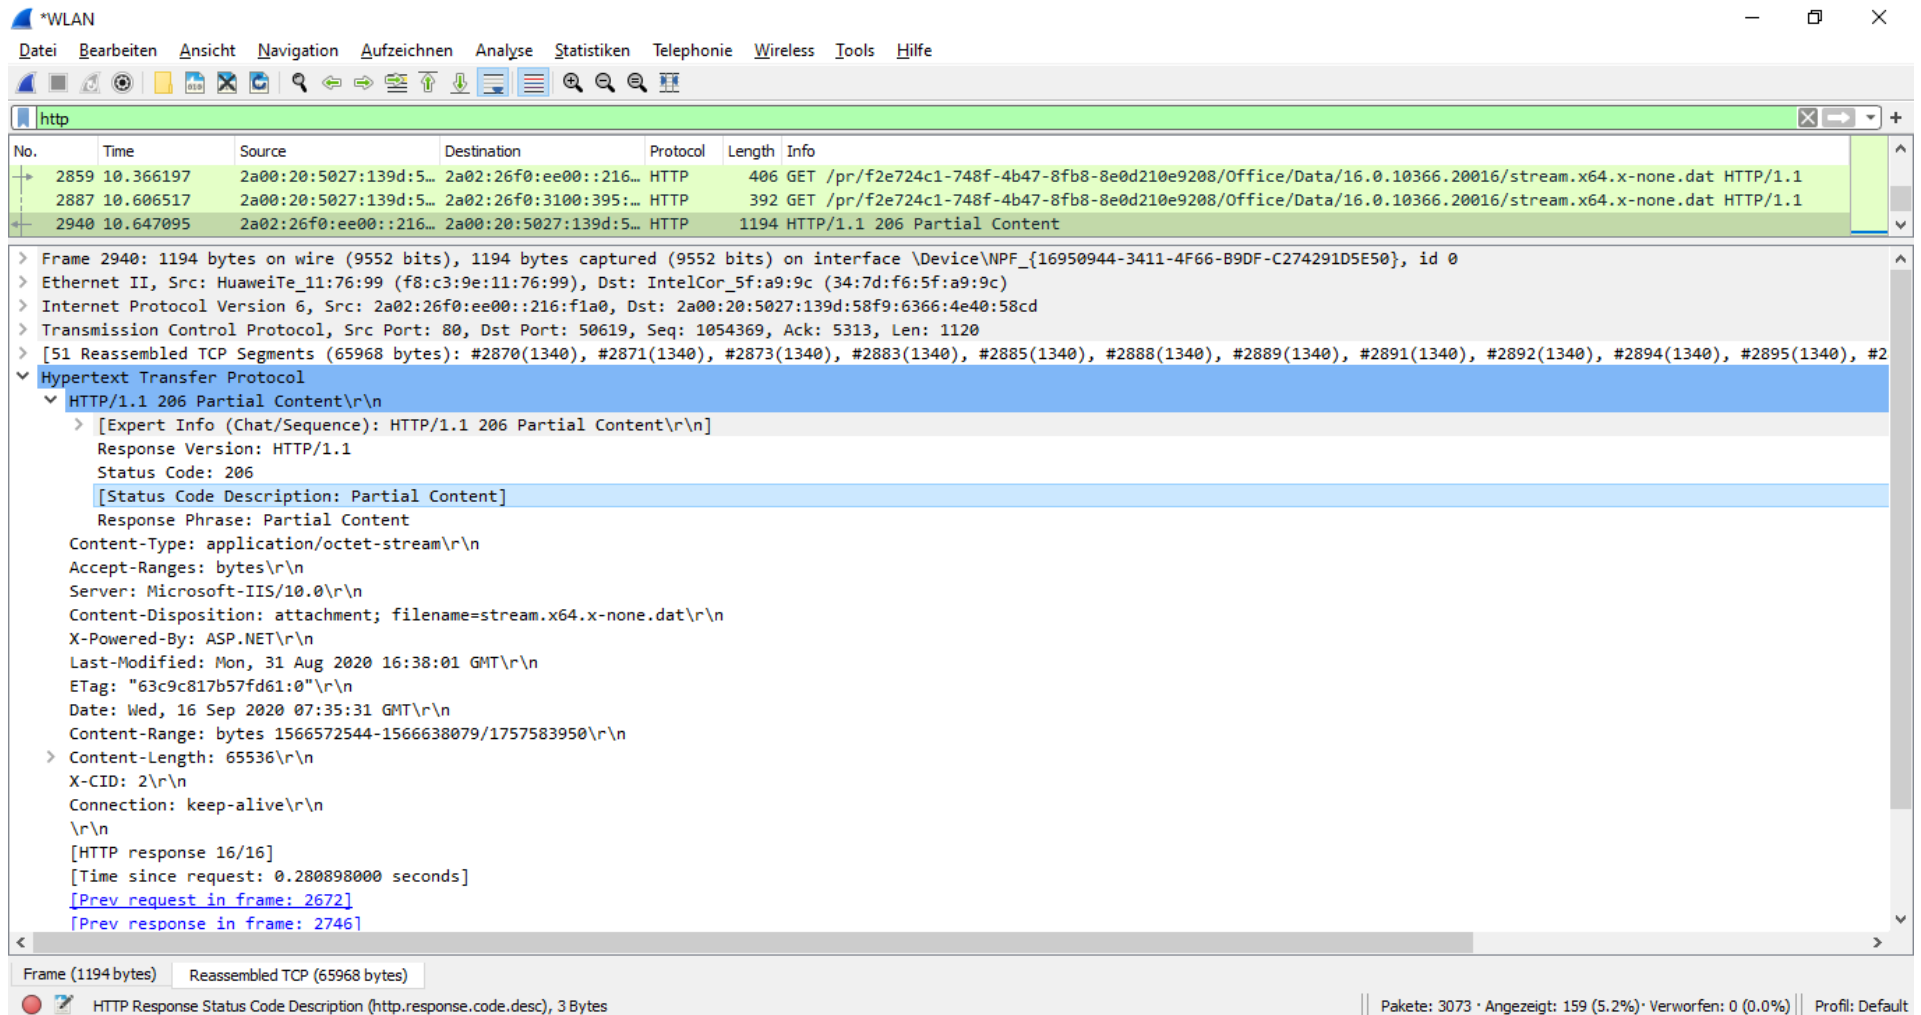 *WLAN
Datei Bearbeiten Ansicht Navigation Aufzeichnen Analyse Statistiken Telephonie Wireless Tools Hilfe
http
No. Time Source Destination Protocol Length Info
2859 10.366197 2a00:20:5027:139d:5… 2a02:26f0:ee00::216… HTTP 406 GET /pr/f2e724c1-748f-4b47-8fb8-8e0d210e9208/Office/Data/16.0.10366.20016/stream.x64.x-none.dat HTTP/1.1
2887 10.606517 2a00:20:5027:139d:5… 2a02:26f0:3100:395:… HTTP 392 GET /pr/f2e724c1-748f-4b47-8fb8-8e0d210e9208/Office/Data/16.0.10366.20016/stream.x64.x-none.dat HTTP/1.1
2940 10.647095 2a02:26f0:ee00::216… 2a00:20:5027:139d:5… HTTP 1194 HTTP/1.1 206 Partial Content
Frame 2940: 1194 bytes on wire (9552 bits), 1194 bytes captured (9552 bits) on interface \Device\NPF_{16950944-3411-4F66-B9DF-C274291D5E50}, id 0
Ethernet II, Src: HuaweiTe_11:76:99 (f8:c3:9e:11:76:99), Dst: IntelCor_5f:a9:9c (34:7d:f6:5f:a9:9c)
Internet Protocol Version 6, Src: 2a02:26f0:ee00::216:f1a0, Dst: 2a00:20:5027:139d:58f9:6366:4e40:58cd
Transmission Control Protocol, Src Port: 80, Dst Port: 50619, Seq: 1054369, Ack: 5313, Len: 1120
[51 Reassembled TCP Segments (65968 bytes): #2870(1340), #2871(1340), #2873(1340), #2883(1340), #2885(1340), #2888(1340), #2889(1340), #2891(1340), #2892(1340), #2894(1340), #2895(1340), #2
Hypertext Transfer Protocol
HTTP/1.1 206 Partial Content\r\n
[Expert Info (Chat/Sequence): HTTP/1.1 206 Partial Content\r\n]
Response Version: HTTP/1.1
Status Code: 206
[Status Code Description: Partial Content]
Response Phrase: Partial Content
Content-Type: application/octet-stream\r\n
Accept-Ranges: bytes\r\n
Server: Microsoft-IIS/10.0\r\n
Content-Disposition: attachment; filename=stream.x64.x-none.dat\r\n
X-Powered-By: ASP.NET\r\n
Last-Modified: Mon, 31 Aug 2020 16:38:01 GMT\r\n
ETag: "63c9c817b57fd61:0"\r\n
Date: Wed, 16 Sep 2020 07:35:31 GMT\r\n
Content-Range: bytes 1566572544-1566638079/1757583950\r\n
Content-Length: 65536\r\n
X-CID: 2\r\n
Connection: keep-alive\r\n
\r\n
[HTTP response 16/16]
[Time since request: 0.280898000 seconds]
[Prev request in frame: 2672]
[Prev response in frame: 2746]
Frame (1194 bytes) Reassembled TCP (65968 bytes)
HTTP Response Status Code Description (http.response.code.desc), 3 Bytes Pakete: 3073 · Angezeigt: 159 (5.2%) · Verworfen: 0 (0.0%) Profil: Default